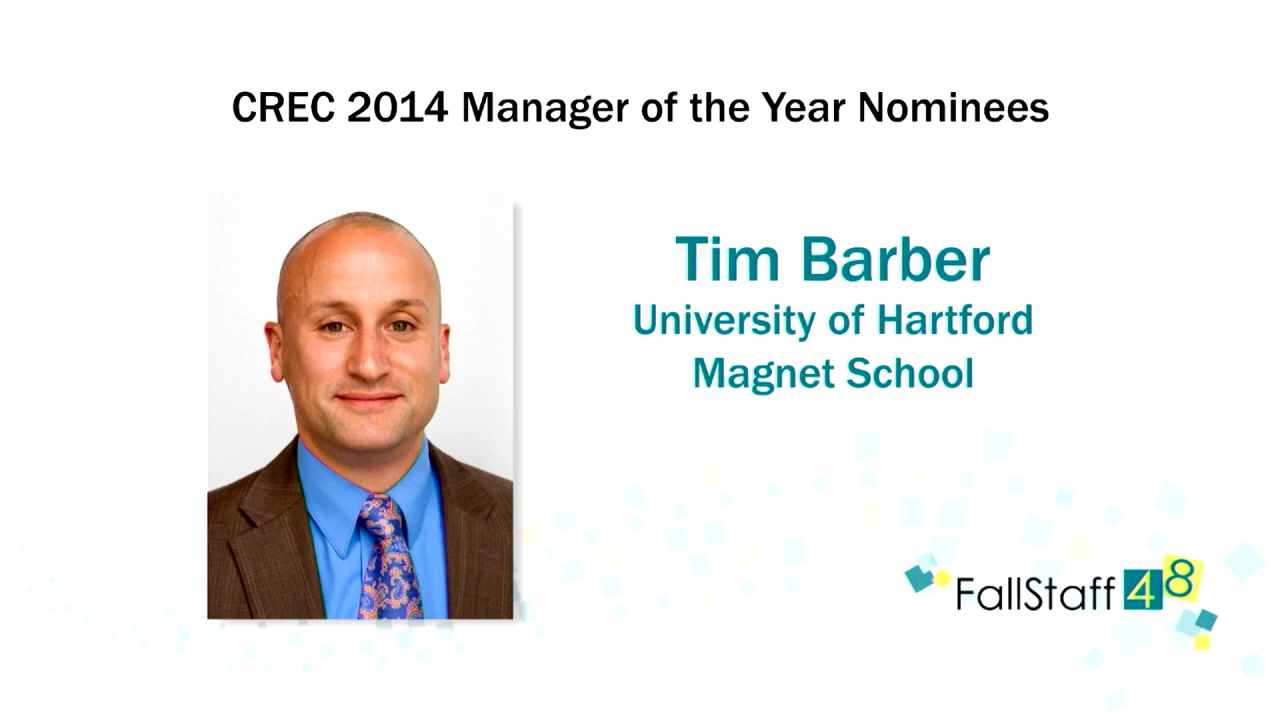 CREC 2014 Manager of the Year Nominees
Tim Barber
University of Hartford
Magnet School
FallStaff 48